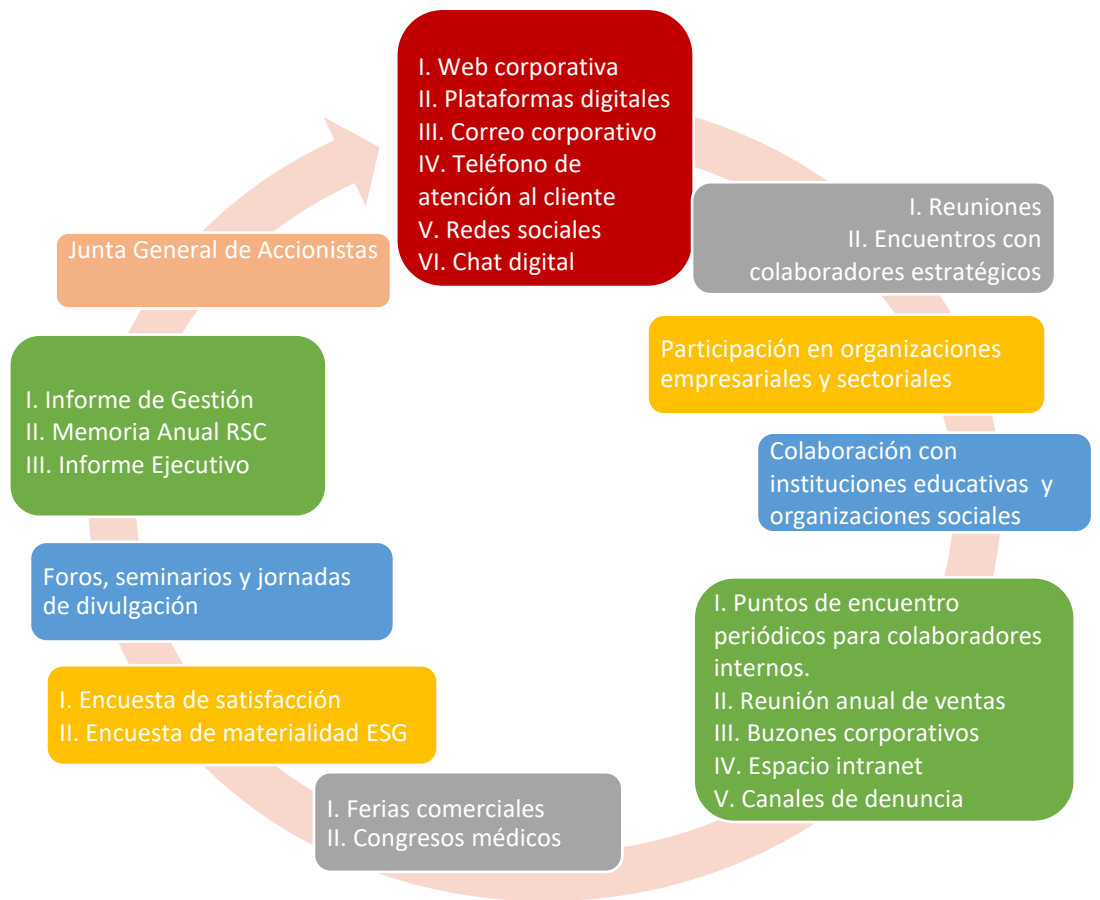 I. Web corporativa
II. Plataformas digitales
III. Correo corporativo
IV. Teléfono de
atención al cliente
V. Redes sociales
VI. Chat digital
I. Reuniones
II. Encuentros con
colaboradores estratégicos
Participación en organizaciones
empresariales y sectoriales
Colaboración con
instituciones educativas y
organizaciones sociales
I. Puntos de encuentro
periódicos para colaboradores
internos.
II. Reunión anual de ventas
III. Buzones corporativos
IV. Espacio intranet
V. Canales de denuncia
I. Ferias comerciales
II. Congresos médicos
I. Encuesta de satisfacción
II. Encuesta de materialidad ESG
Foros, seminarios y jornadas
de divulgación
I. Informe de Gestión
II. Memoria Anual RSC
III. Informe Ejecutivo
Junta General de Accionistas